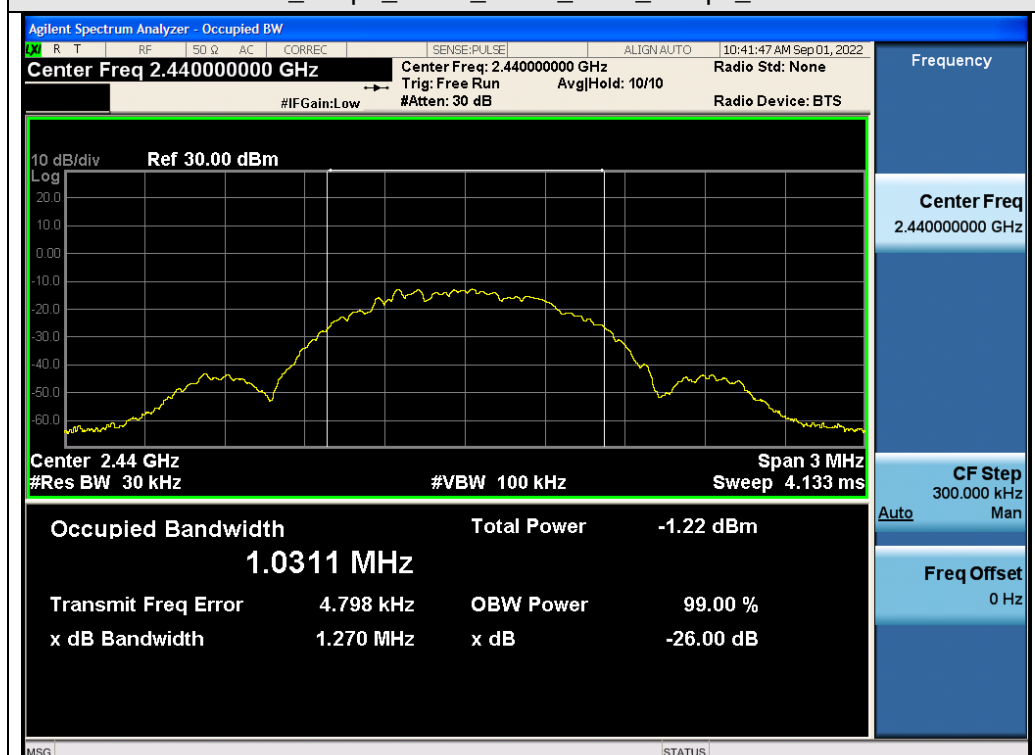 Agilent Spectrum Analyzer - Occupied BW
LXI R T RF 50 Ω AC CORREC SENSE:PULSE ALIGN AUTO 10:41:47 AM Sep 01, 2022
Center Freq 2.440000000 GHz
Center Freq: 2.440000000 GHz
Radio Std: None
Trig: Free Run
Avg|Hold: 10/10
#IFGain:Low
#Atten: 30 dB
Radio Device: BTS
10 dB/div
Ref 30.00 dBm
Log
20.0
10.0
0.00
-10.0
-20.0
-30.0
-40.0
-50.0
-60.0
Center 2.44 GHz
Span 3 MHz
#Res BW 30 kHz
#VBW 100 kHz
Sweep 4.133 ms
Occupied Bandwidth
Total Power -1.22 dBm
1.0311 MHz
Transmit Freq Error 4.798 kHz
OBW Power 99.00 %
x dB Bandwidth 1.270 MHz
x dB -26.00 dB
MSG
STATUS
Frequency
Center Freq
2.440000000 GHz
CF Step
300.000 kHz
Auto Man
Freq Offset
0 Hz